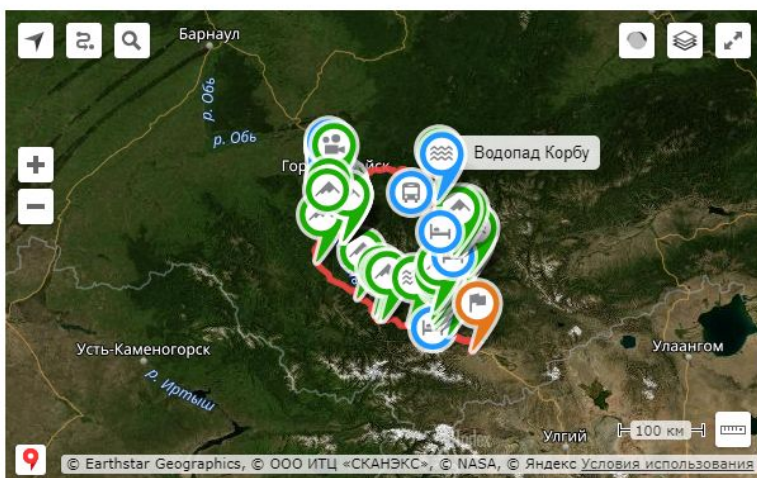 Барнаул
р. Обь
р. Обь
Водопад Корбу
Усть-Каменогорск
р. Иртыш
Улаангом
Улгий
100 км
© Earthstar Geographics, © ООО ИТЦ «СКАНЭКС», © NASA, © Яндекс Условия использования